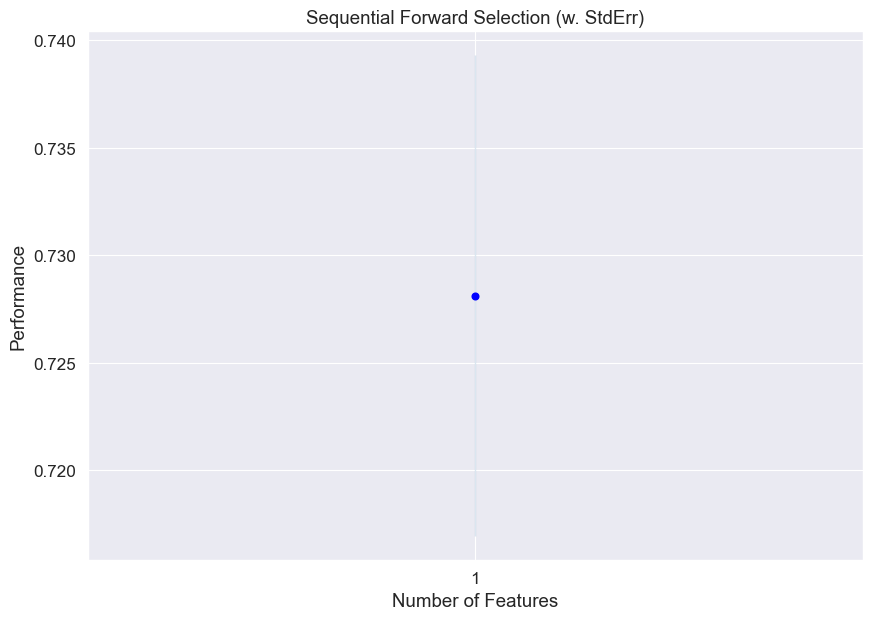 Sequential Forward Selection (w. StdErr)
0.740
0.735
0.730
0.725
0.720
Performance
1
Number of Features